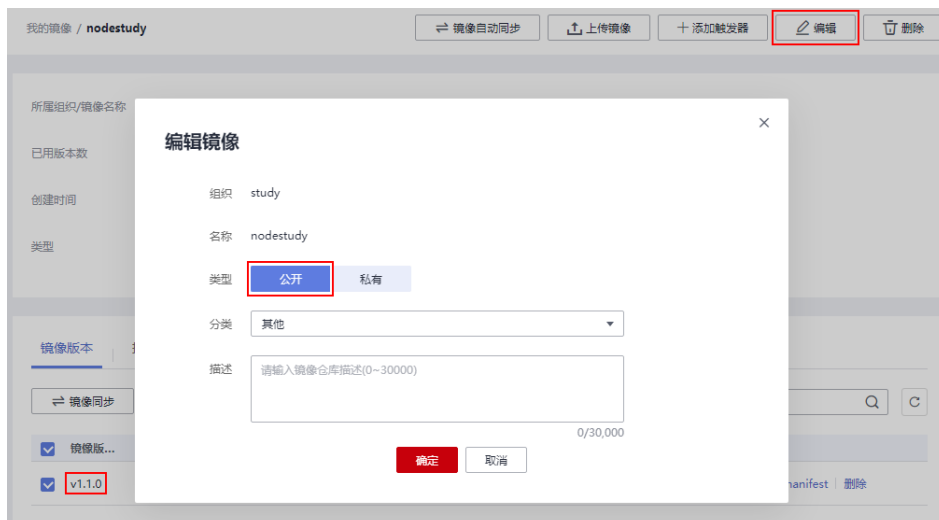 我的镜像 / nodestudy
镜像自动同步
上传镜像
添加触发器
编辑
删除
所属组织/镜像名称
已用版本数
创建时间
类型
编辑镜像
组织 study
名称 nodestudy
类型 公开 私有
分类 其他
描述 请输入镜像仓库描述(0~30000)
0/30,000
确定 取消
镜像版本
镜像同步
镜像版...
v1.1.0
manifest 删除